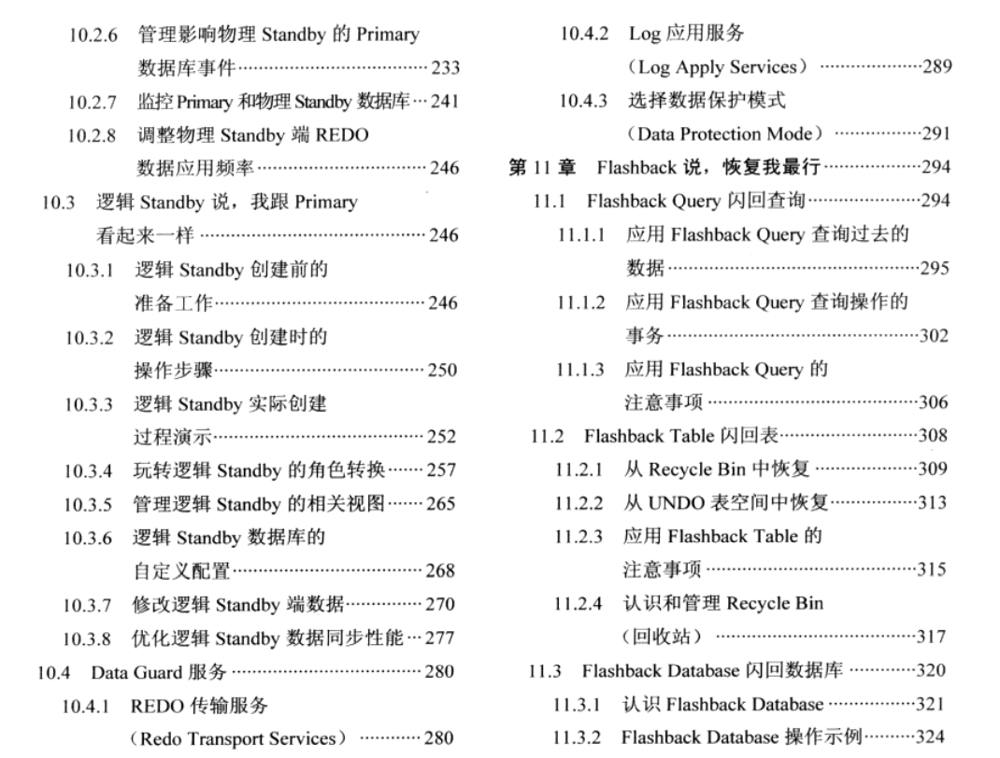 10.2.6 管理影响物理 Standby 的 Primary
数据库事件……………………………233
10.2.7 监控 Primary 和物理 Standby 数据库…241
10.2.8 调整物理 Standby 端 REDO
数据应用频率…………………………246
10.3 逻辑 Standby 说，我跟 Primary
看起来一样………………………………246
10.3.1 逻辑 Standby 创建前的
准备工作………………………………246
10.3.2 逻辑 Standby 创建时的
操作步骤………………………………250
10.3.3 逻辑 Standby 实际创建
过程演示………………………………252
10.3.4 玩转逻辑 Standby 的角色转换……257
10.3.5 管理逻辑 Standby 的相关视图……265
10.3.6 逻辑 Standby 数据库的
自定义配置……………………………268
10.3.7 修改逻辑 Standby 端数据…………270
10.3.8 优化逻辑 Standby 数据同步性能…277
10.4 Data Guard 服务……………………………280
10.4.1 REDO 传输服务
（Redo Transport Services）…………280
10.4.2 Log 应用服务
（Log Apply Services）………………289
10.4.3 选择数据保护模式
（Data Protection Mode）……………291
第 11 章 Flashback 说，恢复我最行………………294
11.1 Flashback Query 闪回查询…………………294
11.1.1 应用 Flashback Query 查询过去的
数据……………………………………295
11.1.2 应用 Flashback Query 查询操作的
事务……………………………………302
11.1.3 应用 Flashback Query 的
注意事项………………………………306
11.2 Flashback Table 闪回表……………………308
11.2.1 从 Recycle Bin 中恢复………………309
11.2.2 从 UNDO 表空间中恢复……………313
11.2.3 应用 Flashback Table 的
注意事项………………………………315
11.2.4 认识和管理 Recycle Bin
（回收站）……………………………317
11.3 Flashback Database 闪回数据库…………320
11.3.1 认识 Flashback Database……………321
11.3.2 Flashback Database 操作示例………324